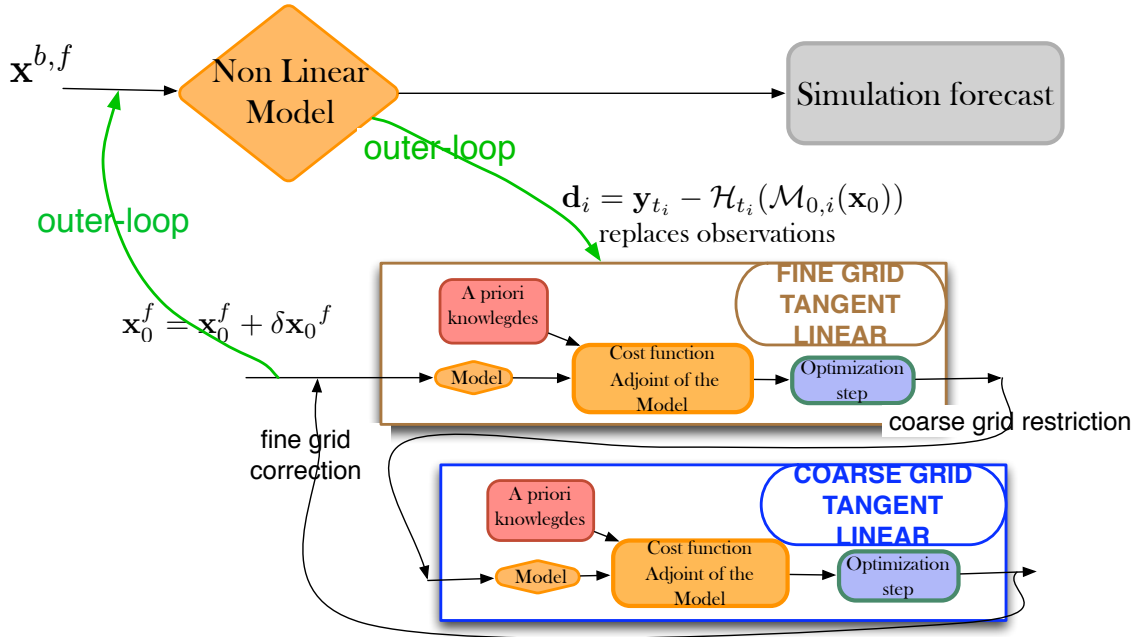 𝐱^{b,f}
Non Linear
Model
Simulation forecast
outer-loop
outer-loop
𝐝_i = 𝐲_{t_i} − ℋ_{t_i}(ℳ_{0,i}(𝐱_0))
replaces observations
𝐱_0^f = 𝐱_0^f + δ𝐱_0^f
FINE GRID
TANGENT
LINEAR
A priori
knowlegdes
Model
Cost function
Adjoint of the
Model
Optimization
step
coarse grid restriction
fine grid
correction
COARSE GRID
TANGENT
LINEAR
A priori
knowlegdes
Model
Cost function
Adjoint of the
Model
Optimization
step